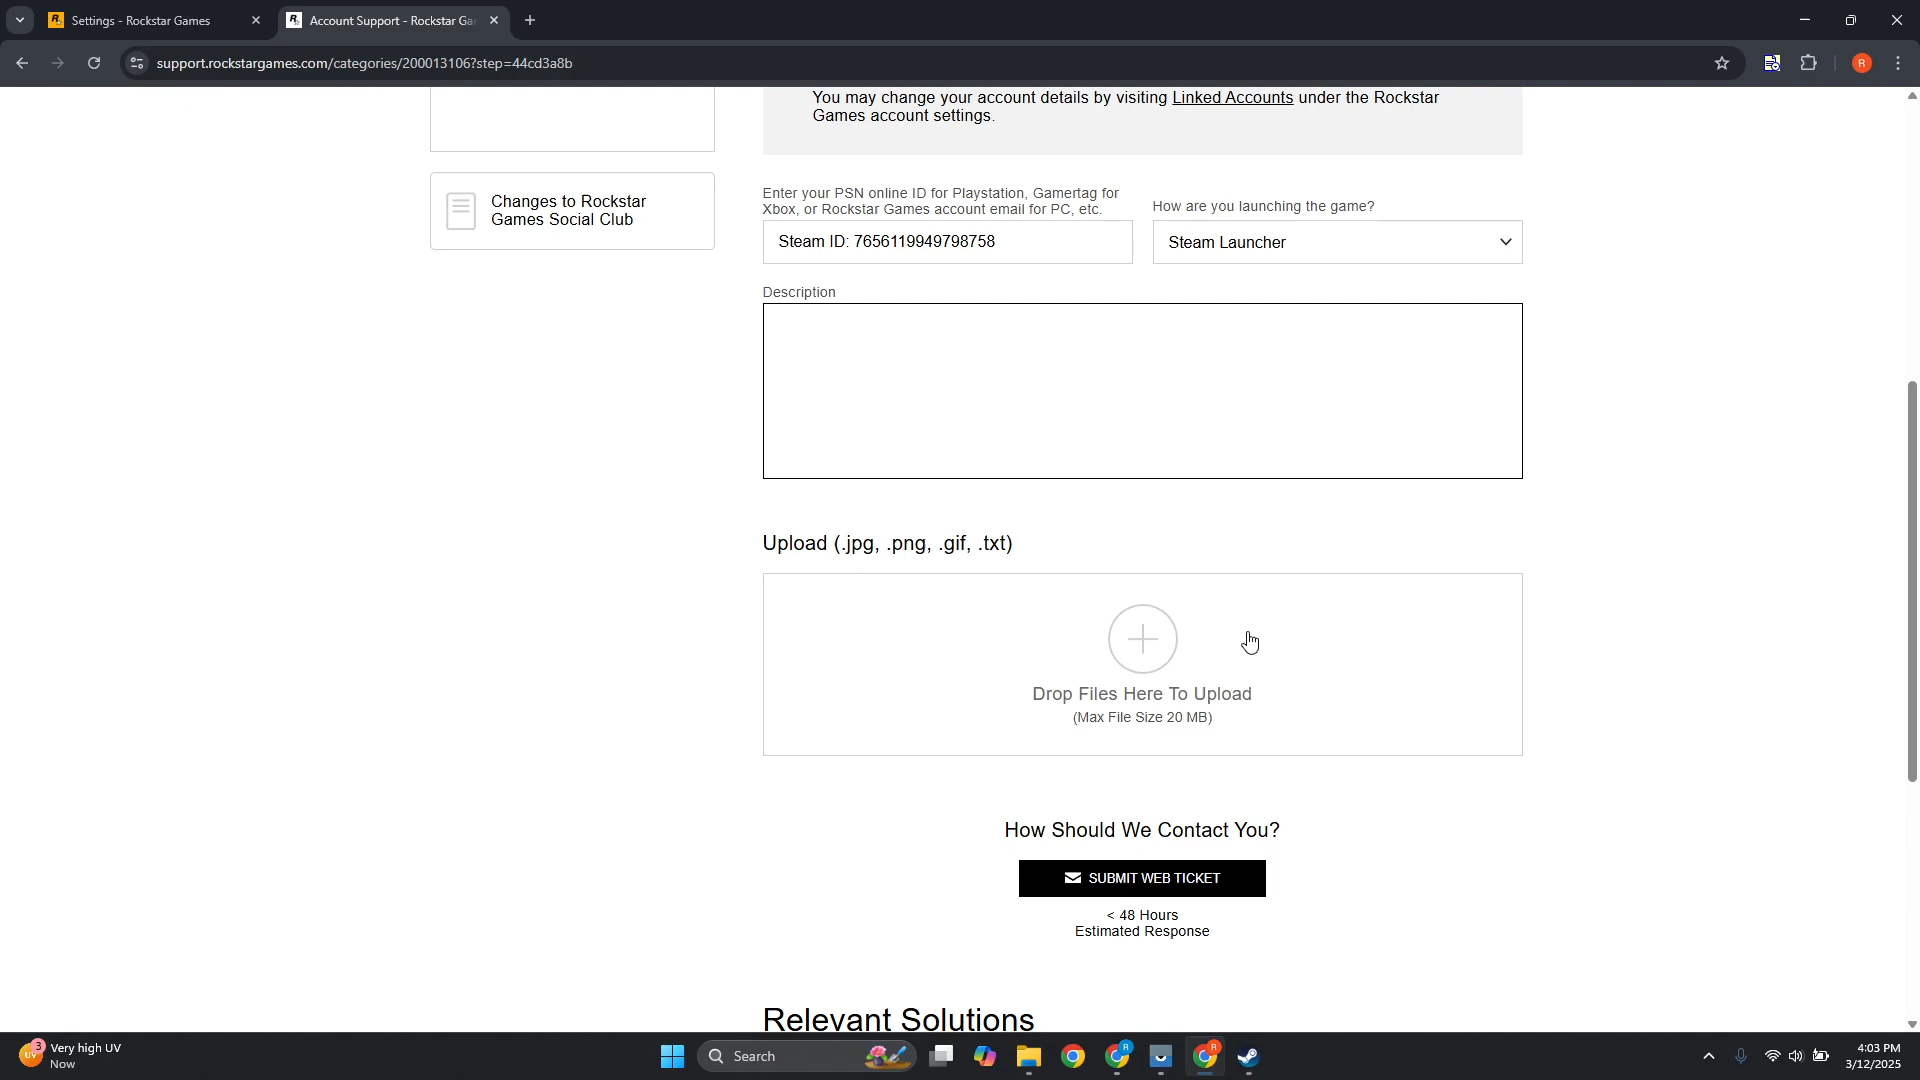 Settings - Rockstar Games
Account Support - Rockstar Ga
support.rockstargames.com/categories/200013106?step=44cd3a8b
R
You may change your account details by visiting Linked Accounts under the Rockstar
Games account settings.
Changes to Rockstar
Games Social Club
Enter your PSN online ID for Playstation, Gamertag for
Xbox, or Rockstar Games account email for PC, etc.
How are you launching the game?
Steam ID: 7656119949798758
Steam Launcher
Description
Upload (.jpg, .png, .gif, .txt)
Drop Files Here To Upload
(Max File Size 20 MB)
How Should We Contact You?
SUBMIT WEB TICKET
< 48 Hours
Estimated Response
Relevant Solutions
3
UV
Very high UV
Now
Search
R
R
4:03 PM
3/12/2025